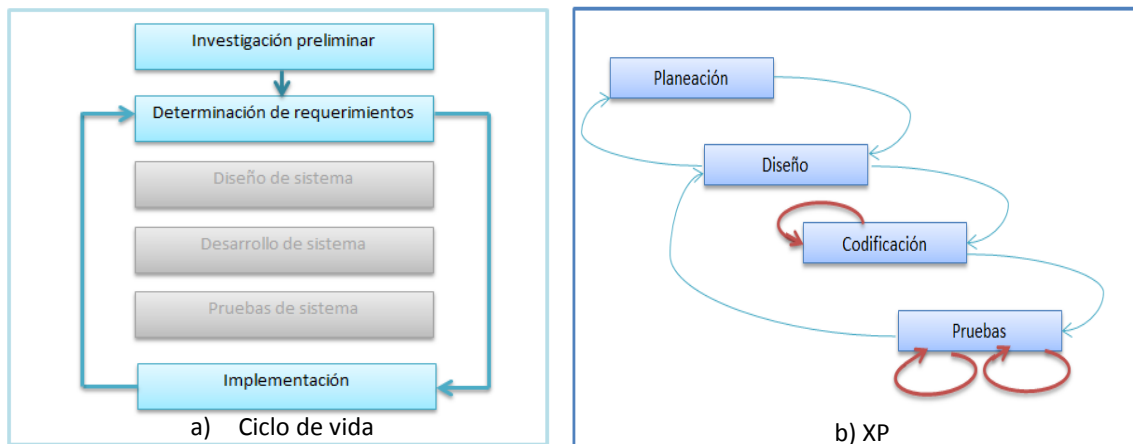 Investigación preliminar
Determinación de requerimientos
Diseño de sistema
Desarrollo de sistema
Pruebas de sistema
Implementación
a) Ciclo de vida
Planeación
Diseño
Codificación
Pruebas
b) XP